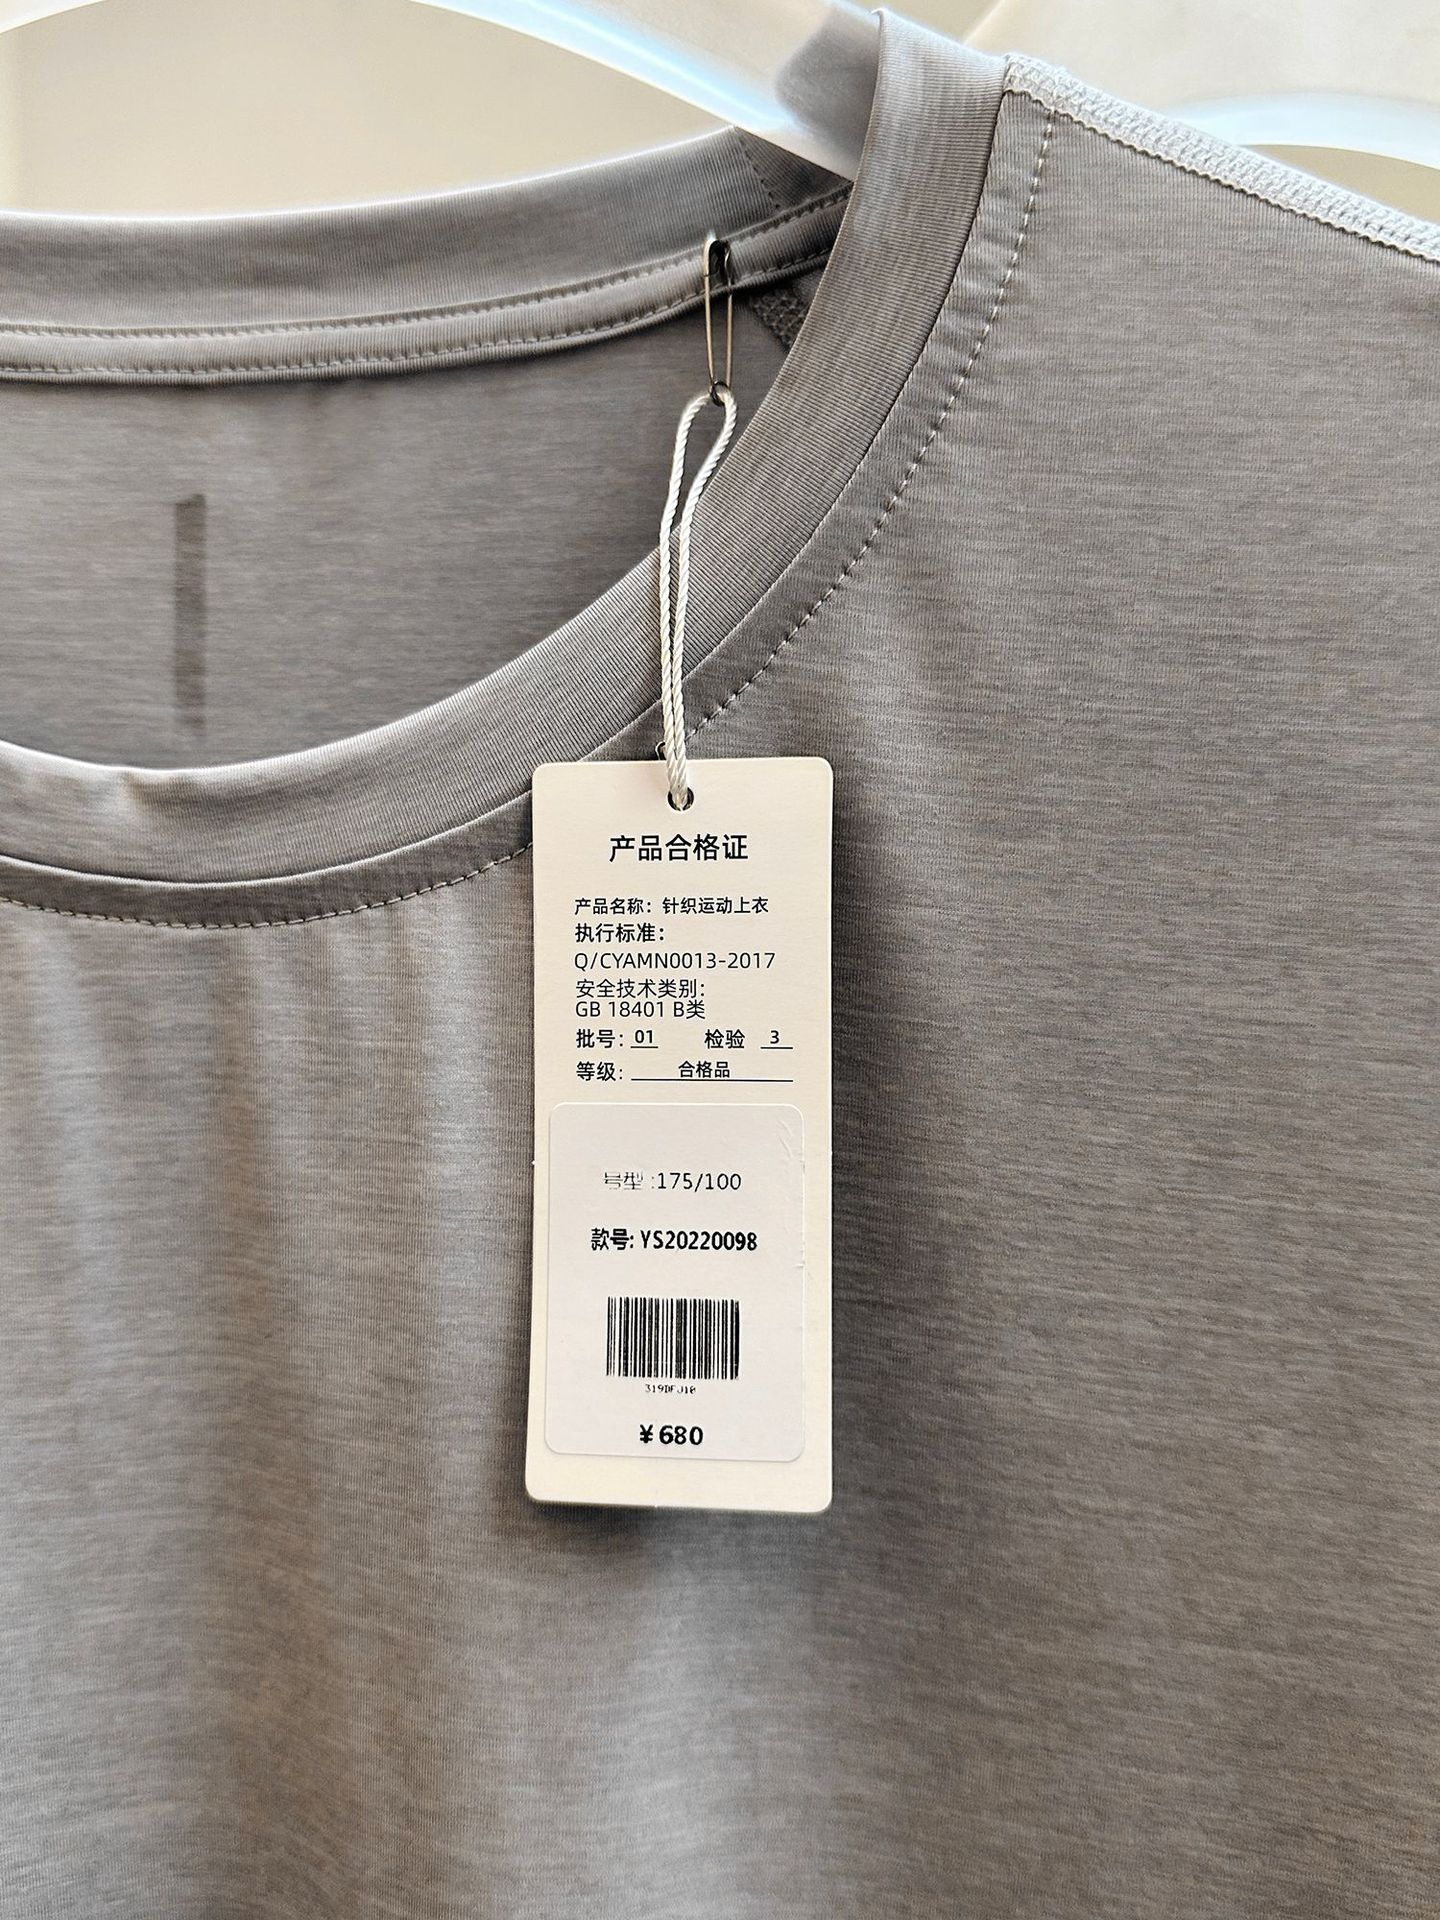 产品合格证
产品名称：针织运动上衣
执行标准：
Q/CYAMN0013-2017
安全技术类别：
GB 18401 B类
批号：01 检验 3
等级：合格品
号型:175/100
款号: YS20220098
319DFJ10
¥680